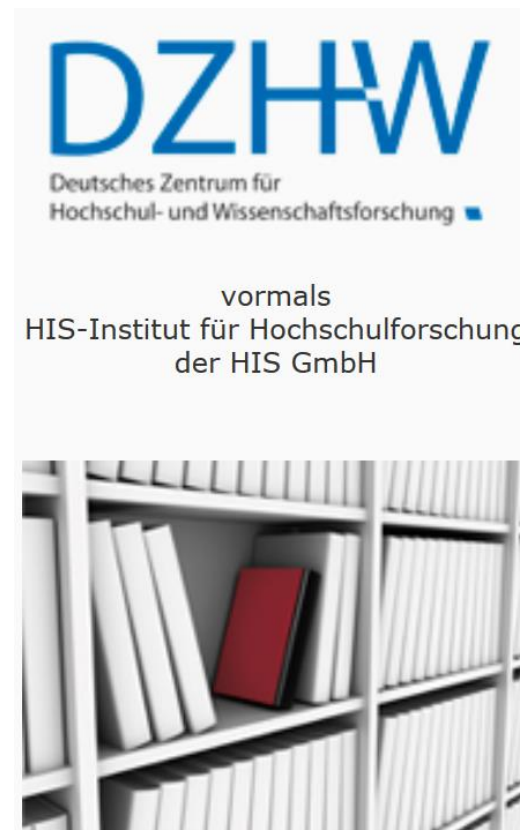 DZHW
Deutsches Zentrum für
Hochschul- und Wissenschaftsforschung
vormals
HIS-Institut für Hochschulforschung
der HIS GmbH